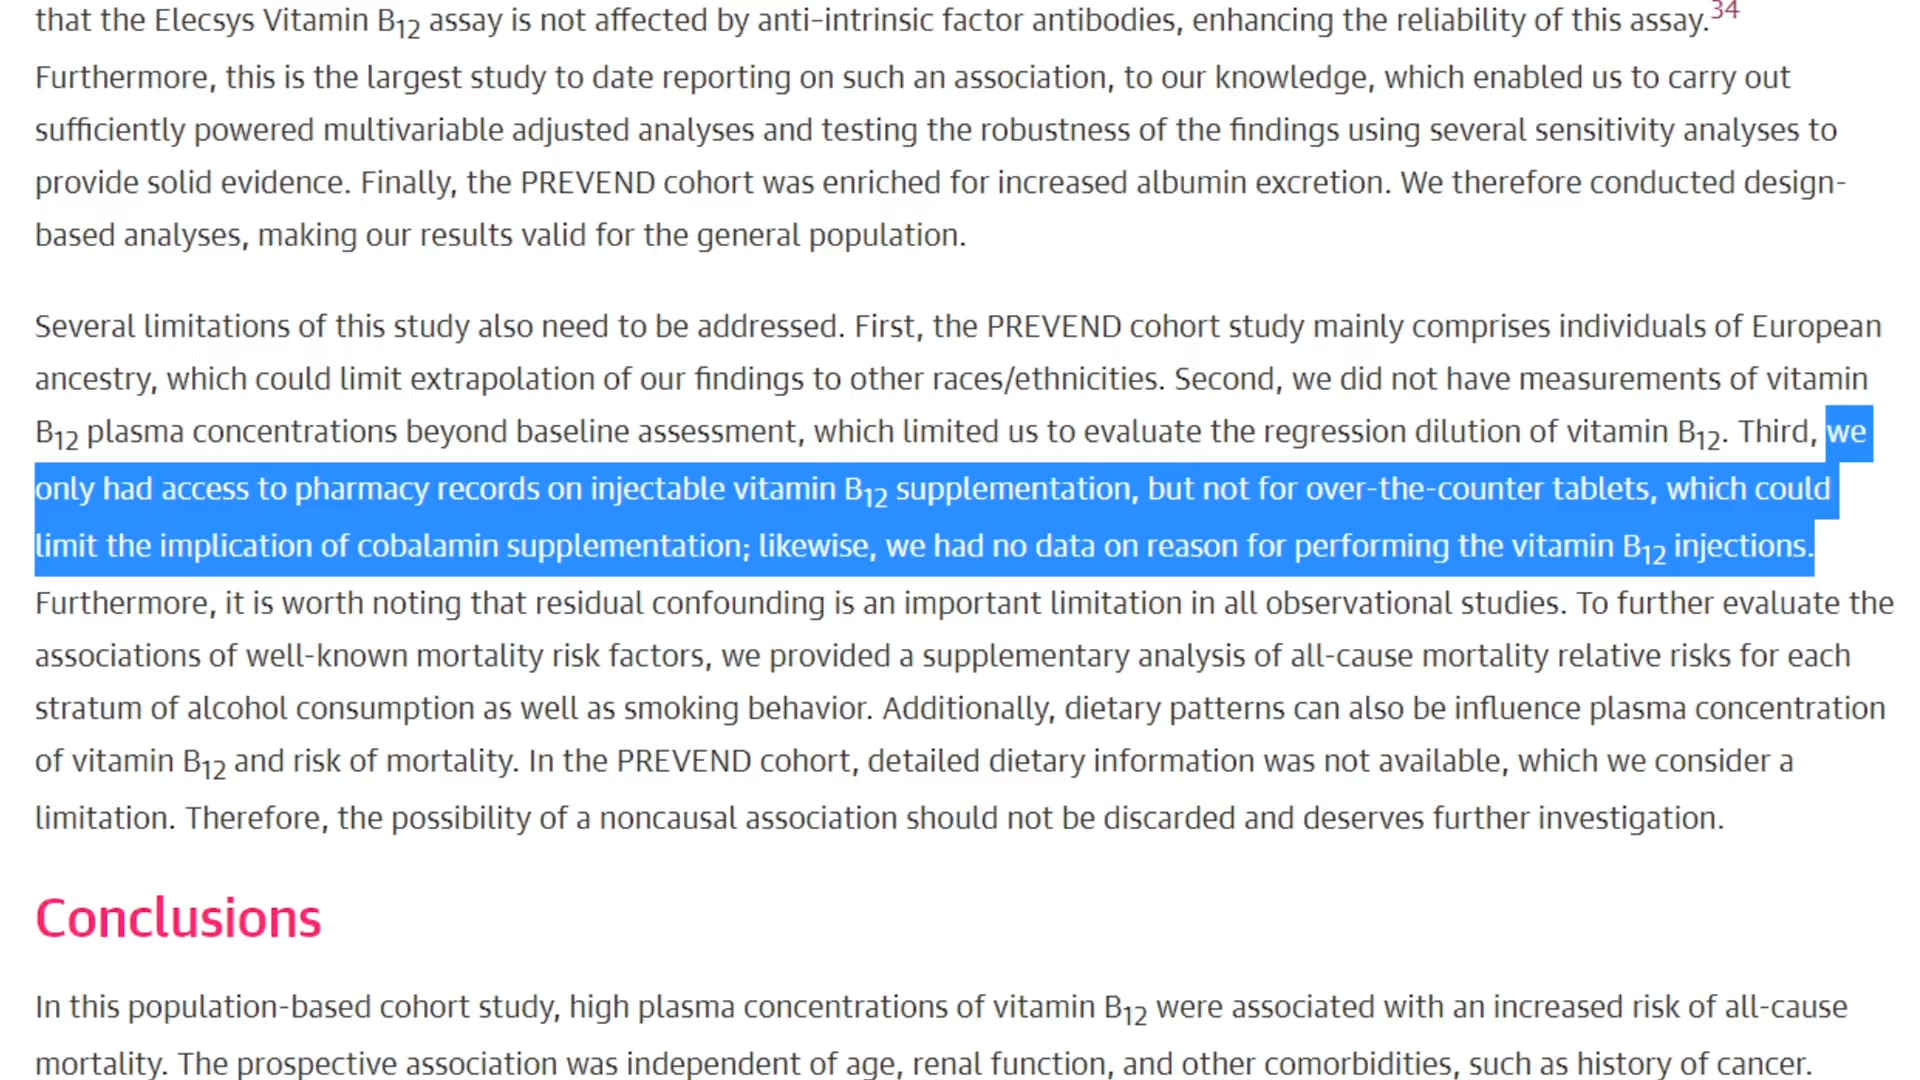 that the Elecsys Vitamin B12 assay is not affected by anti-intrinsic factor antibodies, enhancing the reliability of this assay.34
Furthermore, this is the largest study to date reporting on such an association, to our knowledge, which enabled us to carry out
sufficiently powered multivariable adjusted analyses and testing the robustness of the findings using several sensitivity analyses to
provide solid evidence. Finally, the PREVEND cohort was enriched for increased albumin excretion. We therefore conducted design-
based analyses, making our results valid for the general population.
Several limitations of this study also need to be addressed. First, the PREVEND cohort study mainly comprises individuals of European
ancestry, which could limit extrapolation of our findings to other races/ethnicities. Second, we did not have measurements of vitamin
B12 plasma concentrations beyond baseline assessment, which limited us to evaluate the regression dilution of vitamin B12. Third, we
only had access to pharmacy records on injectable vitamin B12 supplementation, but not for over-the-counter tablets, which could
limit the implication of cobalamin supplementation; likewise, we had no data on reason for performing the vitamin B12 injections.
Furthermore, it is worth noting that residual confounding is an important limitation in all observational studies. To further evaluate the
associations of well-known mortality risk factors, we provided a supplementary analysis of all-cause mortality relative risks for each
stratum of alcohol consumption as well as smoking behavior. Additionally, dietary patterns can also be influence plasma concentration
of vitamin B12 and risk of mortality. In the PREVEND cohort, detailed dietary information was not available, which we consider a
limitation. Therefore, the possibility of a noncausal association should not be discarded and deserves further investigation.
Conclusions
In this population-based cohort study, high plasma concentrations of vitamin B12 were associated with an increased risk of all-cause
mortality. The prospective association was independent of age, renal function, and other comorbidities, such as history of cancer.